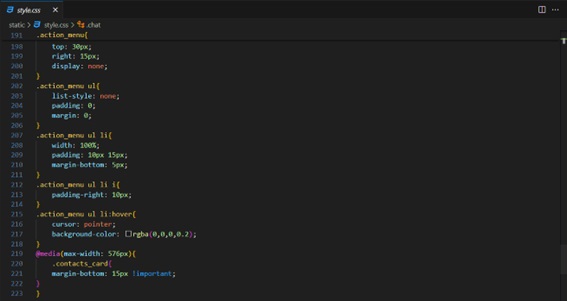 style.css
static > style.css > .chat
191 .action_menu{
198 top: 30px;
199 right: 15px;
200 display: none;
201 }
202 .action_menu ul{
203 list-style: none;
204 padding: 0;
205 margin: 0;
206 }
207 .action_menu ul li{
208 width: 100%;
209 padding: 10px 15px;
210 margin-bottom: 5px;
211 }
212 .action_menu ul li i{
213 padding-right: 10px;
214 }
215 .action_menu ul li:hover{
216 cursor: pointer;
217 background-color: rgba(0,0,0,0.2);
218 }
219 @media(max-width: 576px){
220 .contacts_card{
221 margin-bottom: 15px !important;
222 }
223 }